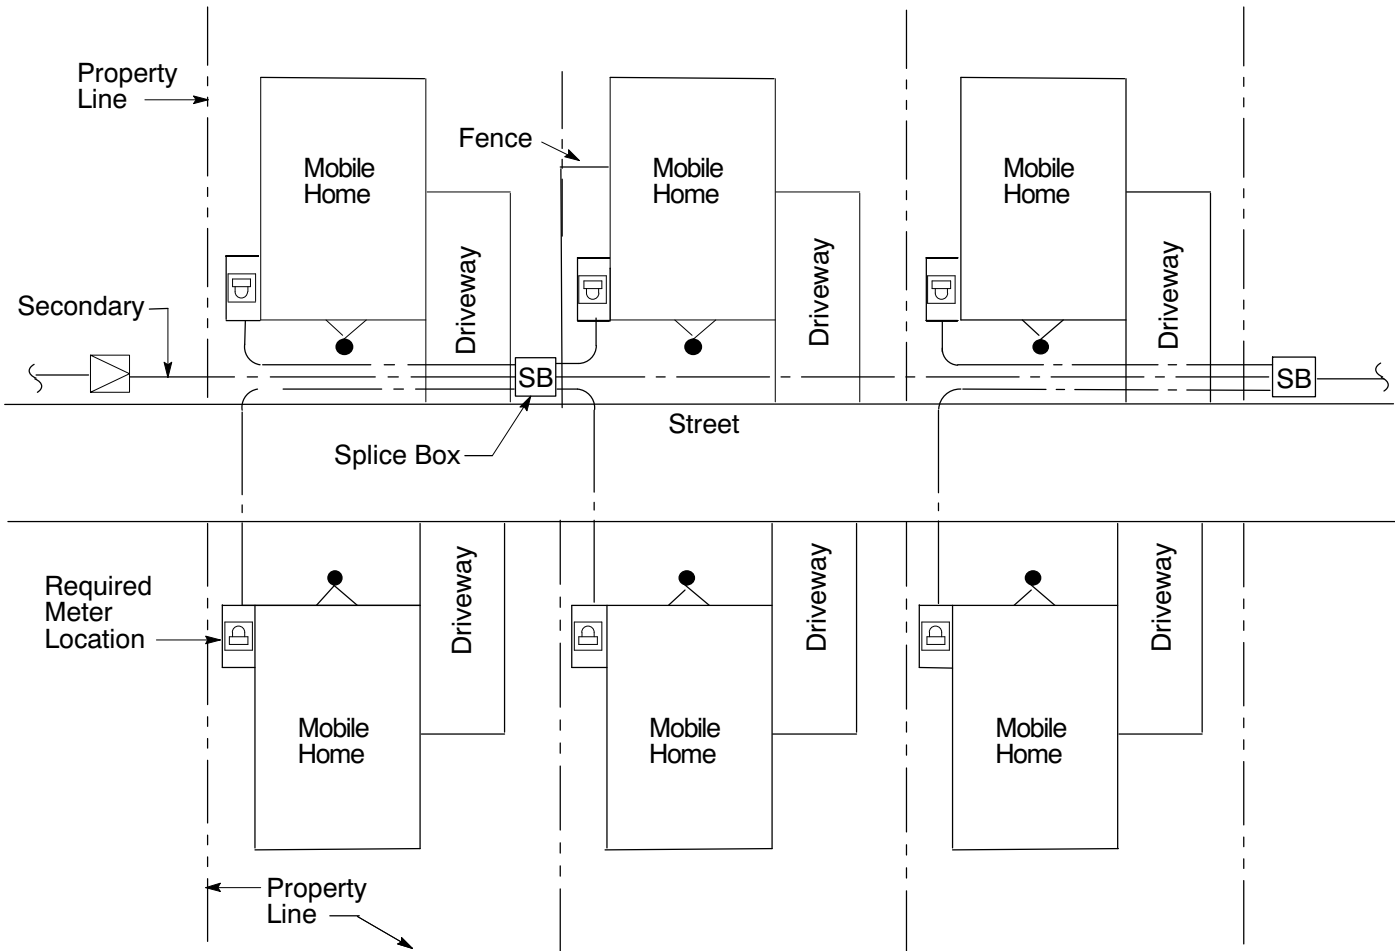 Property
Line
Fence
Mobile
Home
Mobile
Home
Mobile
Home
Driveway
Driveway
Driveway
Secondary
SB
SB
Street
Splice Box
Required
Meter
Location
Driveway
Driveway
Driveway
Mobile
Home
Mobile
Home
Mobile
Home
Property
Line